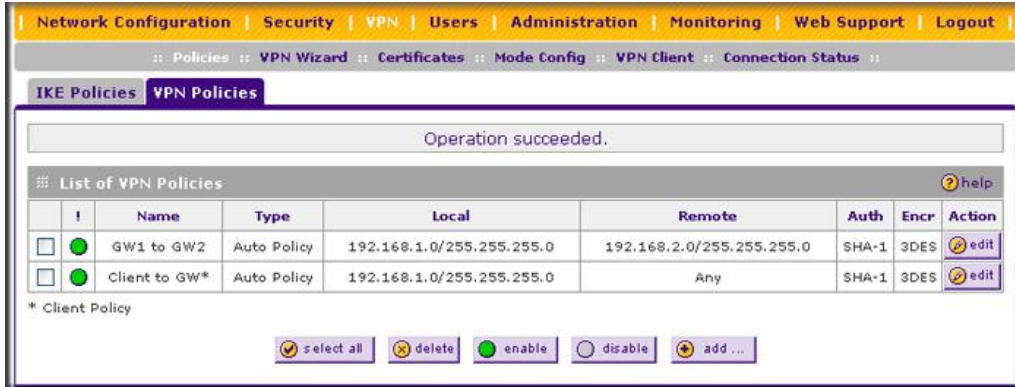 Network Configuration | Security | VPN | Users | Administration | Monitoring | Web Support | Logout |
:: Policies :: VPN Wizard :: Certificates :: Mode Config :: VPN Client :: Connection Status ::
IKE Policies VPN Policies
Operation succeeded.
List of VPN Policies ? help
! Name Type Local Remote Auth Encr Action
GW1 to GW2 Auto Policy 192.168.1.0/255.255.255.0 192.168.2.0/255.255.255.0 SHA-1 3DES edit
Client to GW* Auto Policy 192.168.1.0/255.255.255.0 Any SHA-1 3DES edit
* Client Policy
select all delete enable disable add ...